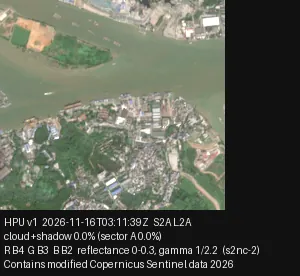 HPU v1 2026-11-16T03:11:39Z S2A L2A
cloud+shadow 0.0% (sector A 0.0%)
R B4 G B3 B B2 reflectance 0-0.3, gamma 1/2.2 (s2nc-2)
Contains modified Copernicus Sentinel data 2026